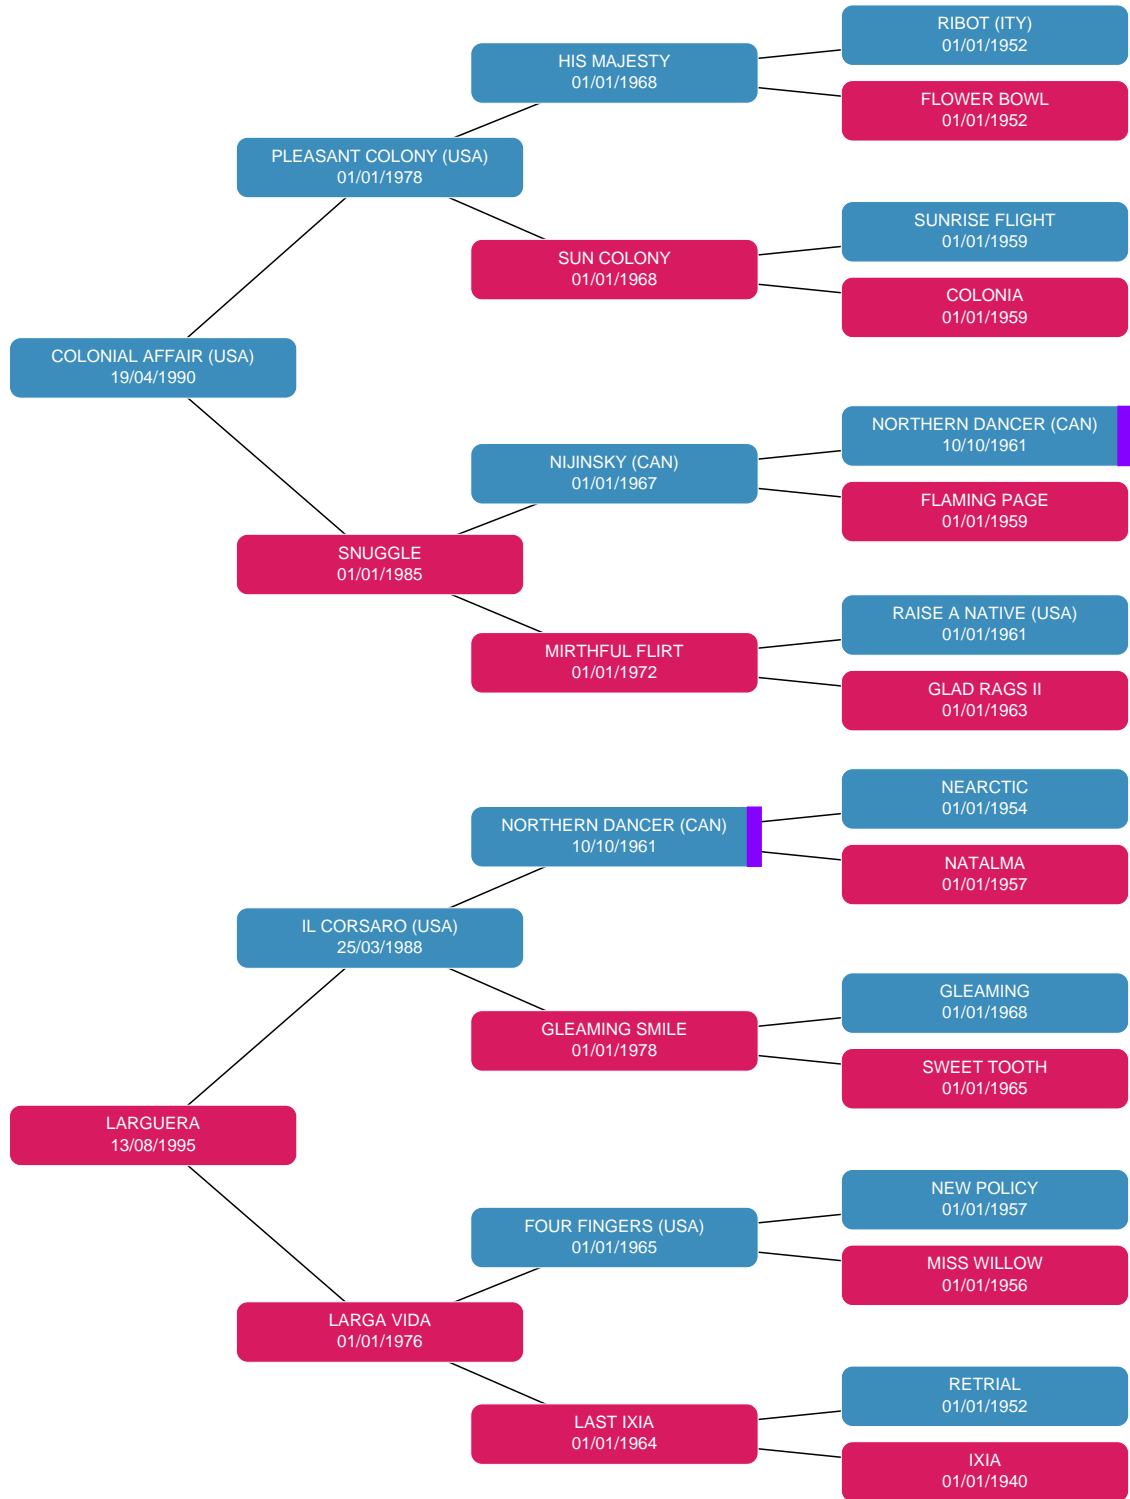 RIBOT (ITY)
01/01/1952
HIS MAJESTY
01/01/1968
FLOWER BOWL
01/01/1952
PLEASANT COLONY (USA)
01/01/1978
SUNRISE FLIGHT
01/01/1959
SUN COLONY
01/01/1968
COLONIA
01/01/1959
COLONIAL AFFAIR (USA)
19/04/1990
NORTHERN DANCER (CAN)
10/10/1961
NIJINSKY (CAN)
01/01/1967
FLAMING PAGE
01/01/1959
SNUGGLE
01/01/1985
RAISE A NATIVE (USA)
01/01/1961
MIRTHFUL FLIRT
01/01/1972
GLAD RAGS II
01/01/1963
NEARCTIC
01/01/1954
NORTHERN DANCER (CAN)
10/10/1961
NATALMA
01/01/1957
IL CORSARO (USA)
25/03/1988
GLEAMING
01/01/1968
GLEAMING SMILE
01/01/1978
SWEET TOOTH
01/01/1965
LARGUERA
13/08/1995
NEW POLICY
01/01/1957
FOUR FINGERS (USA)
01/01/1965
MISS WILLOW
01/01/1956
LARGA VIDA
01/01/1976
RETRIAL
01/01/1952
LAST IXIA
01/01/1964
IXIA
01/01/1940